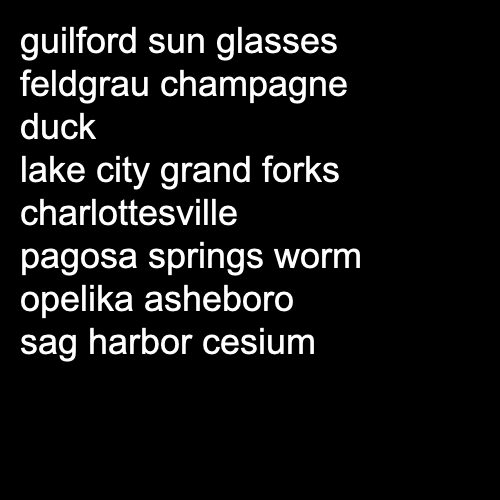 guilford sun glasses
feldgrau champagne
duck
lake city grand forks
charlottesville
pagosa springs worm
opelika asheboro
sag harbor cesium